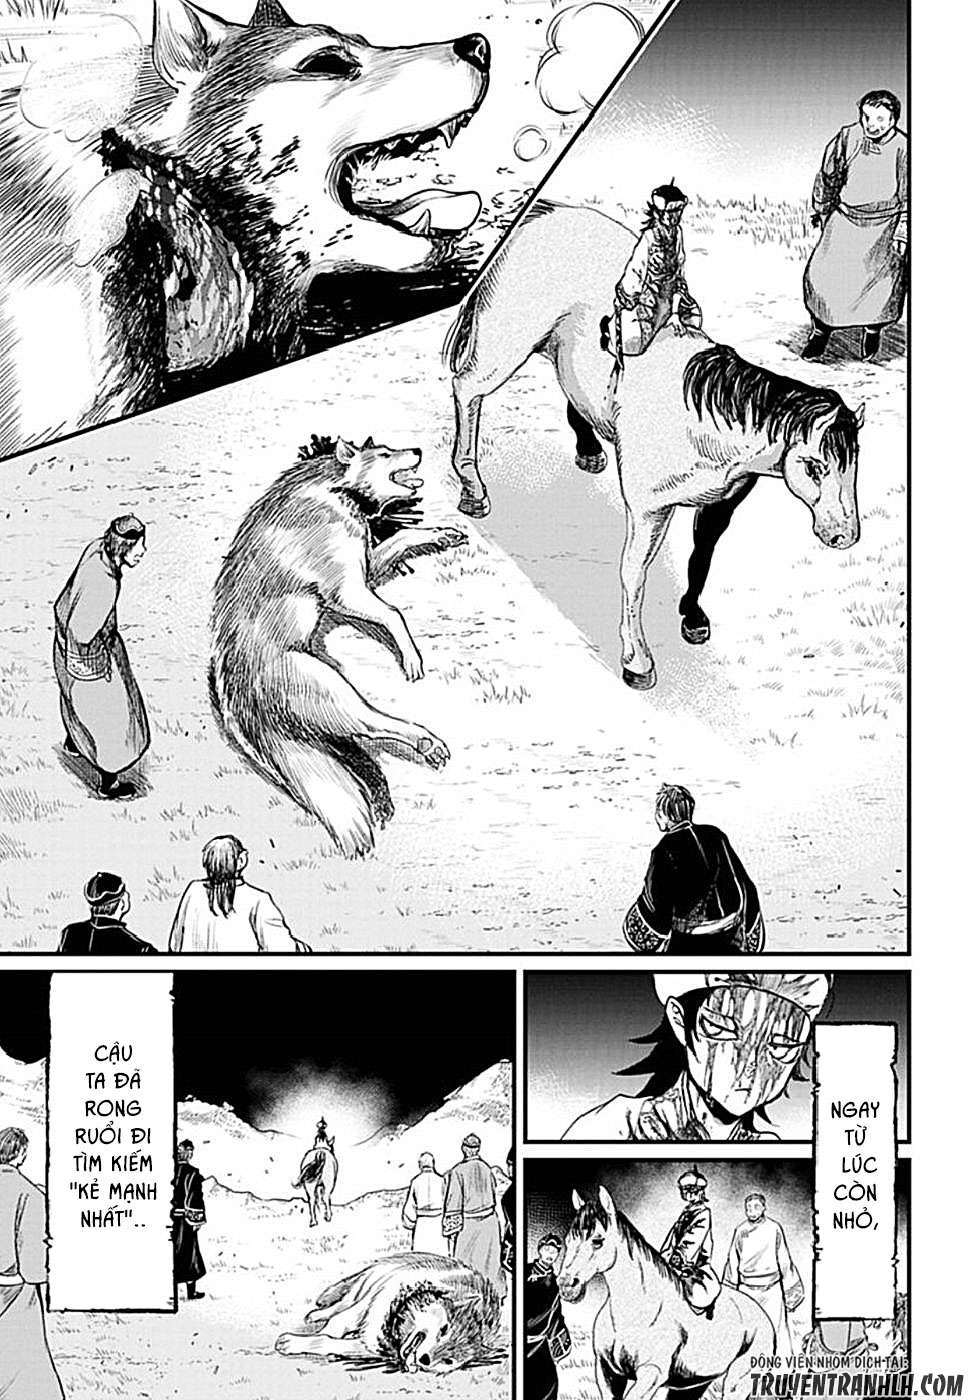 NGAY
TỪ
LÚC
CÒN
NHỎ,
CẬU
TA ĐÃ
RONG
RUỔI ĐI
TÌM KIẾM
"KẺ MẠNH
NHẤT"..
ĐỘNG VIÊN NHÓM DỊCH TẠI:
TRUYENTRANHLH.COM